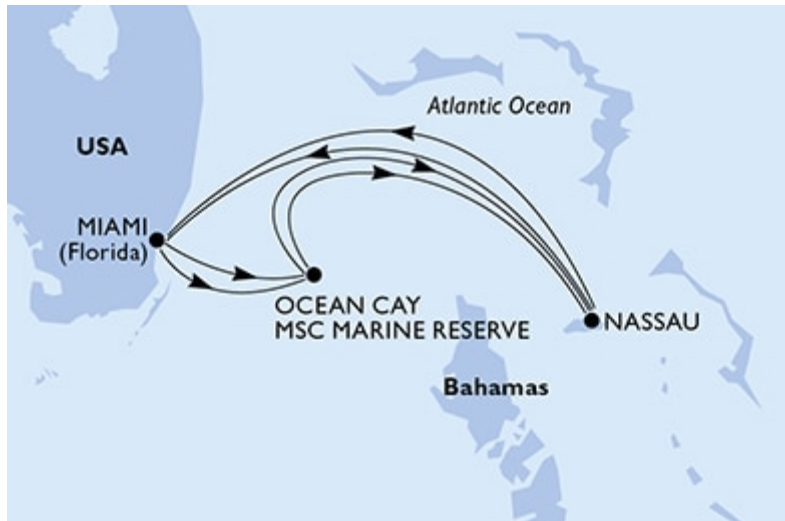 Atlantic Ocean
USA
MIAMI
(Florida)
OCEAN CAY
MSC MARINE RESERVE
NASSAU
Bahamas